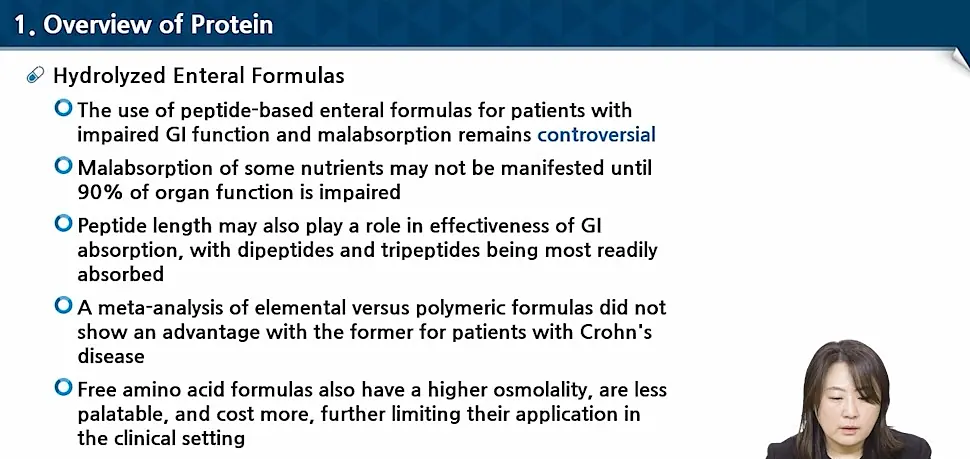 1. Overview of Protein
Hydrolyzed Enteral Formulas
The use of peptide-based enteral formulas for patients with
impaired GI function and malabsorption remains controversial
Malabsorption of some nutrients may not be manifested until
90% of organ function is impaired
Peptide length may also play a role in effectiveness of GI
absorption, with dipeptides and tripeptides being most readily
absorbed
A meta-analysis of elemental versus polymeric formulas did not
show an advantage with the former for patients with Crohn's
disease
Free amino acid formulas also have a higher osmolality, are less
palatable, and cost more, further limiting their application in
the clinical setting